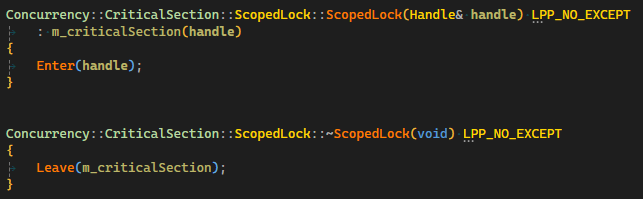 Concurrency::CriticalSection::ScopedLock::ScopedLock(Handle& handle) LPP_NO_EXCEPT
    : m_criticalSection(handle)
{
    Enter(handle);
}
Concurrency::CriticalSection::ScopedLock::~ScopedLock(void) LPP_NO_EXCEPT
{
    Leave(m_criticalSection);
}